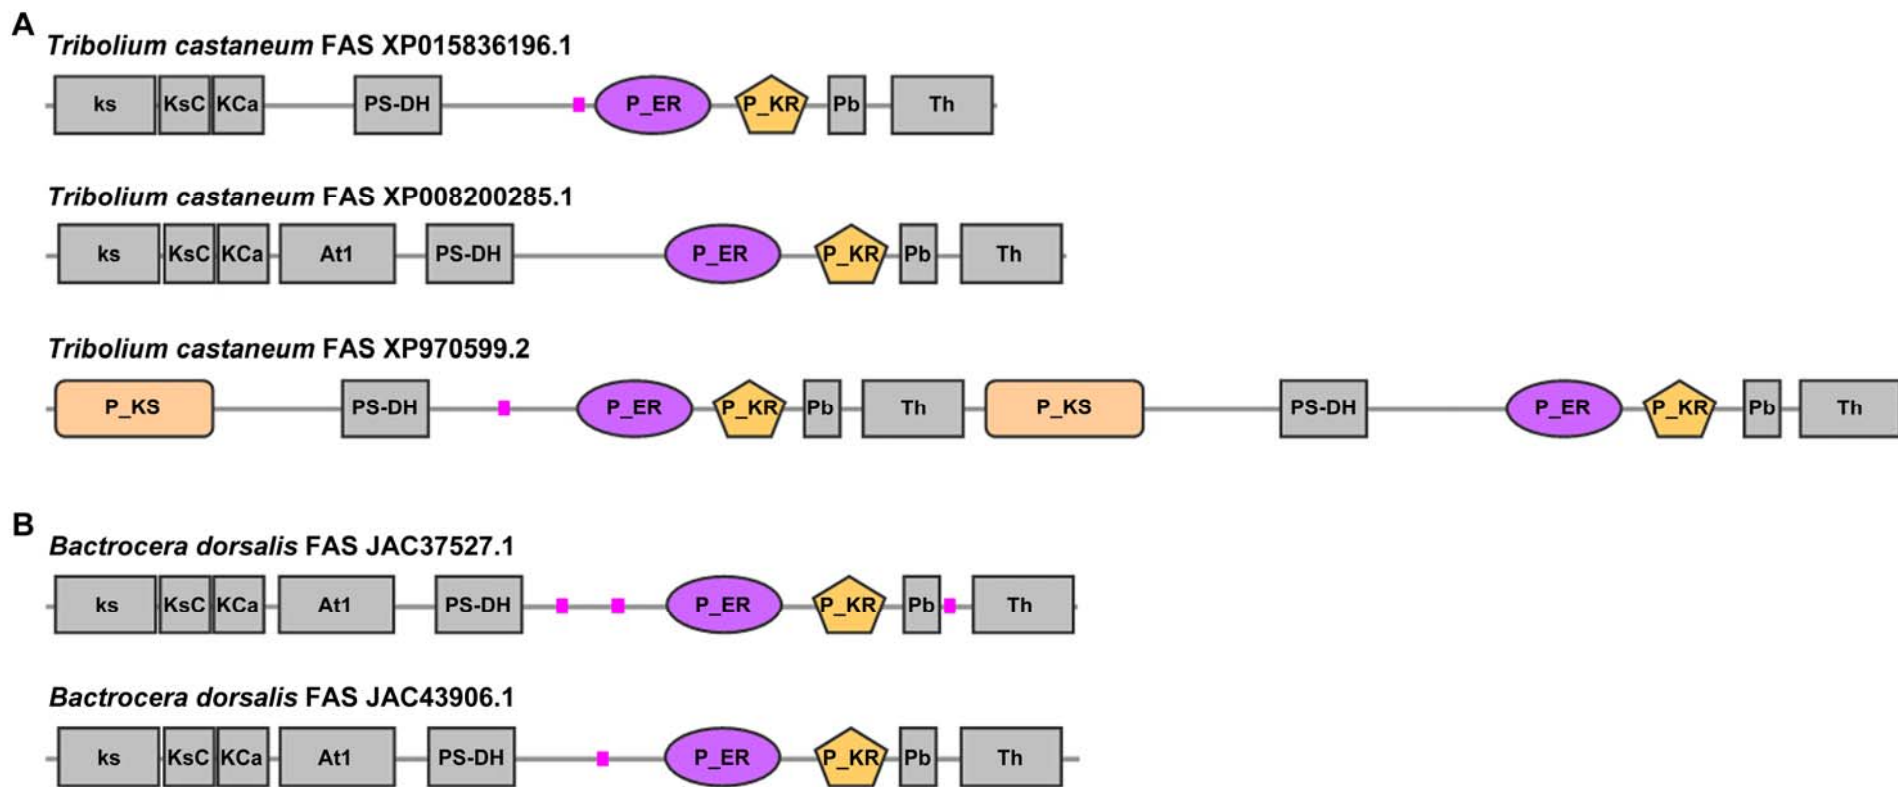 A
Tribolium castaneum FAS XP015836196.1
ks KsC KCa PS-DH P_ER P_KR Pb Th
Tribolium castaneum FAS XP008200285.1
ks KsC KCa At1 PS-DH P_ER P_KR Pb Th
Tribolium castaneum FAS XP970599.2
P_KS PS-DH P_ER P_KR Pb Th P_KS PS-DH P_ER P_KR Pb Th
B
Bactrocera dorsalis FAS JAC37527.1
ks KsC KCa At1 PS-DH P_ER P_KR Pb Th
Bactrocera dorsalis FAS JAC43906.1
ks KsC KCa At1 PS-DH P_ER P_KR Pb Th